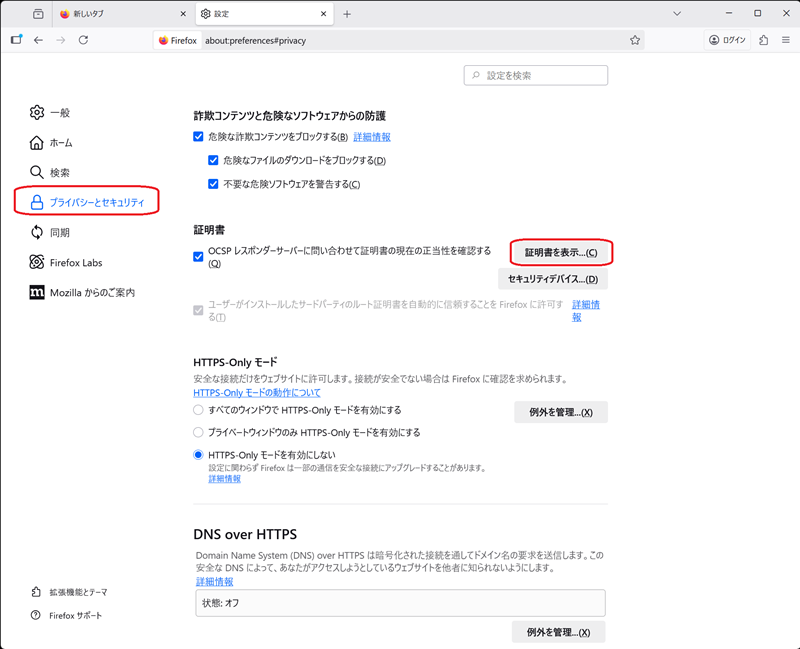 新しいタブ
設定
Firefox
about:preferences#privacy
ログイン
設定を検索
一般
ホーム
検索
プライバシーとセキュリティ
同期
Firefox Labs
m Mozilla からのご案内
拡張機能とテーマ
Firefox サポート
詐欺コンテンツと危険なソフトウェアからの防護
危険な詐欺コンテンツをブロックする(B) 詳細情報
危険なファイルのダウンロードをブロックする(D)
不要な危険ソフトウェアを警告する(C)
証明書
OCSP レスポンダーサーバーに問い合わせて証明書の現在の正当性を確認する
(Q)
証明書を表示...(C)
セキュリティデバイス...(D)
ユーザーがインストールしたサードパーティのルート証明書を自動的に信頼することを Firefox に許可す
る(T)
詳細情
報
HTTPS-Only モード
安全な接続だけをウェブサイトに許可します。接続が安全でない場合は Firefox に確認を求められます。
HTTPS-Only モードの動作について
すべてのウィンドウで HTTPS-Only モードを有効にする
例外を管理...(X)
プライベートウィンドウのみ HTTPS-Only モードを有効にする
HTTPS-Only モードを有効にしない
設定に関わらず Firefox は一部の通信を安全な接続にアップグレードすることがあります。
詳細情報
DNS over HTTPS
Domain Name System (DNS) over HTTPS は暗号化された接続を通してドメイン名の要求を送信します。この
安全な DNS によって、あなたがアクセスしようとしているウェブサイトを他者に知られないようにします。
詳細情報
状態: オフ
例外を管理...(X)